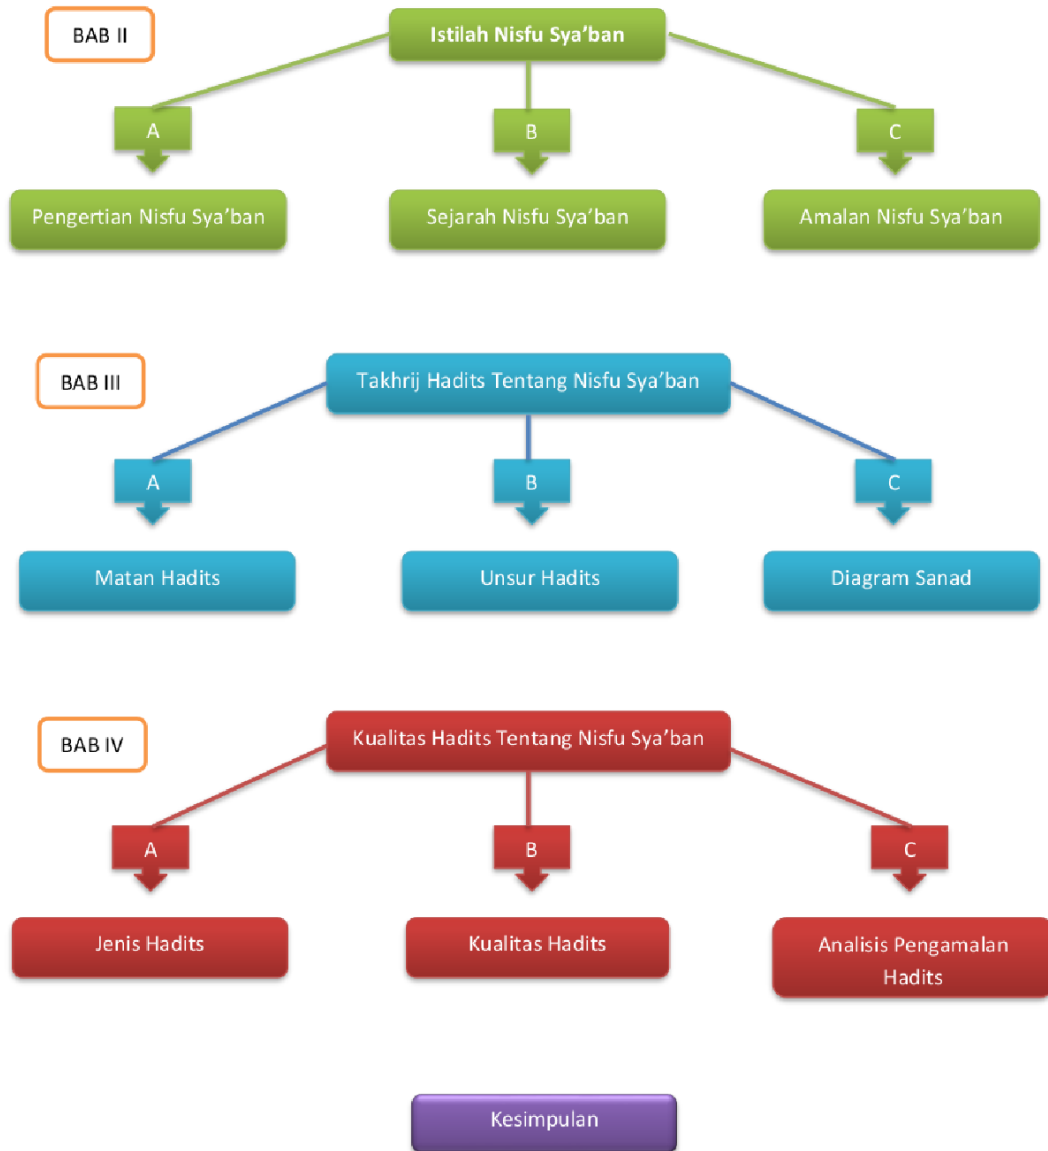 BAB II
Istilah Nisfu Sya’ban
A
B
C
Pengertian Nisfu Sya’ban
Sejarah Nisfu Sya’ban
Amalan Nisfu Sya’ban
BAB III
Takhrij Hadits Tentang Nisfu Sya’ban
A
B
C
Matan Hadits
Unsur Hadits
Diagram Sanad
BAB IV
Kualitas Hadits Tentang Nisfu Sya’ban
A
B
C
Jenis Hadits
Kualitas Hadits
Analisis Pengamalan
Hadits
Kesimpulan